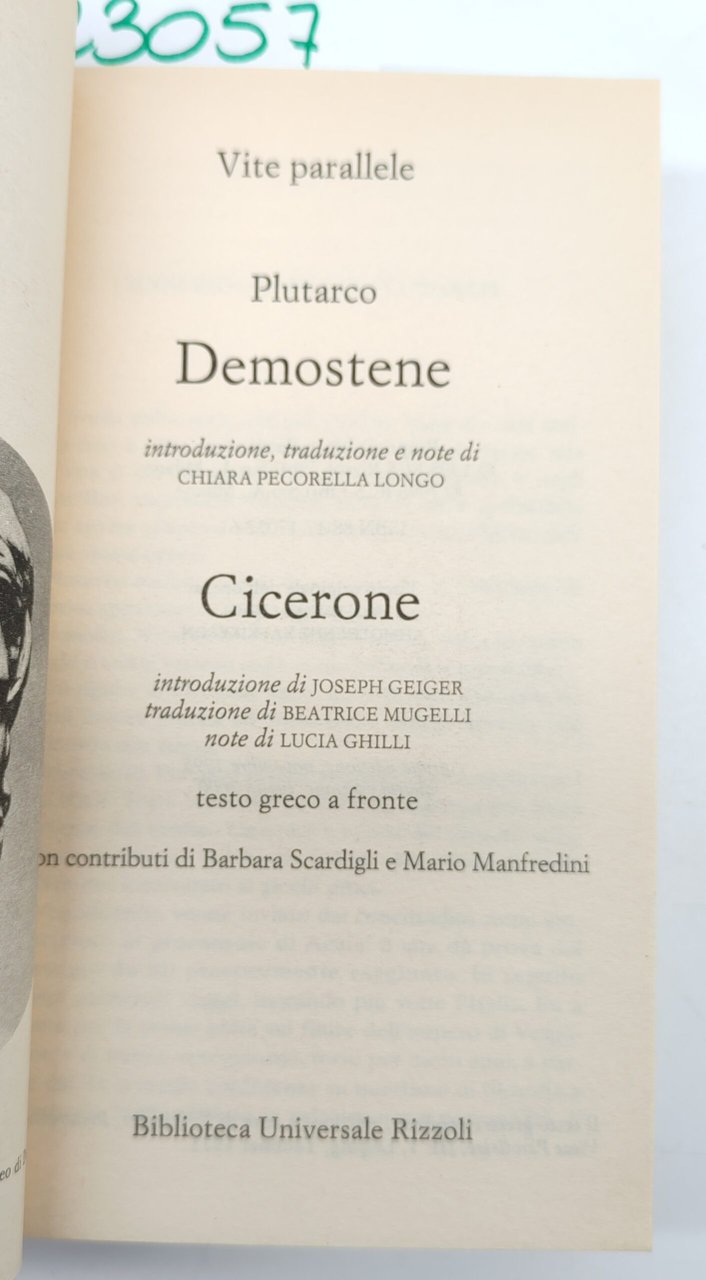 23057
Vite parallele
Plutarco
Demostene
introduzione, traduzione e note di
CHIARA PECORELLA LONGO
Cicerone
introduzione di JOSEPH GEIGER
traduzione di BEATRICE MUGELLI
note di LUCIA GHILLI
testo greco a fronte
on contributi di Barbara Scardigli e Mario Manfredini
Biblioteca Universale Rizzoli